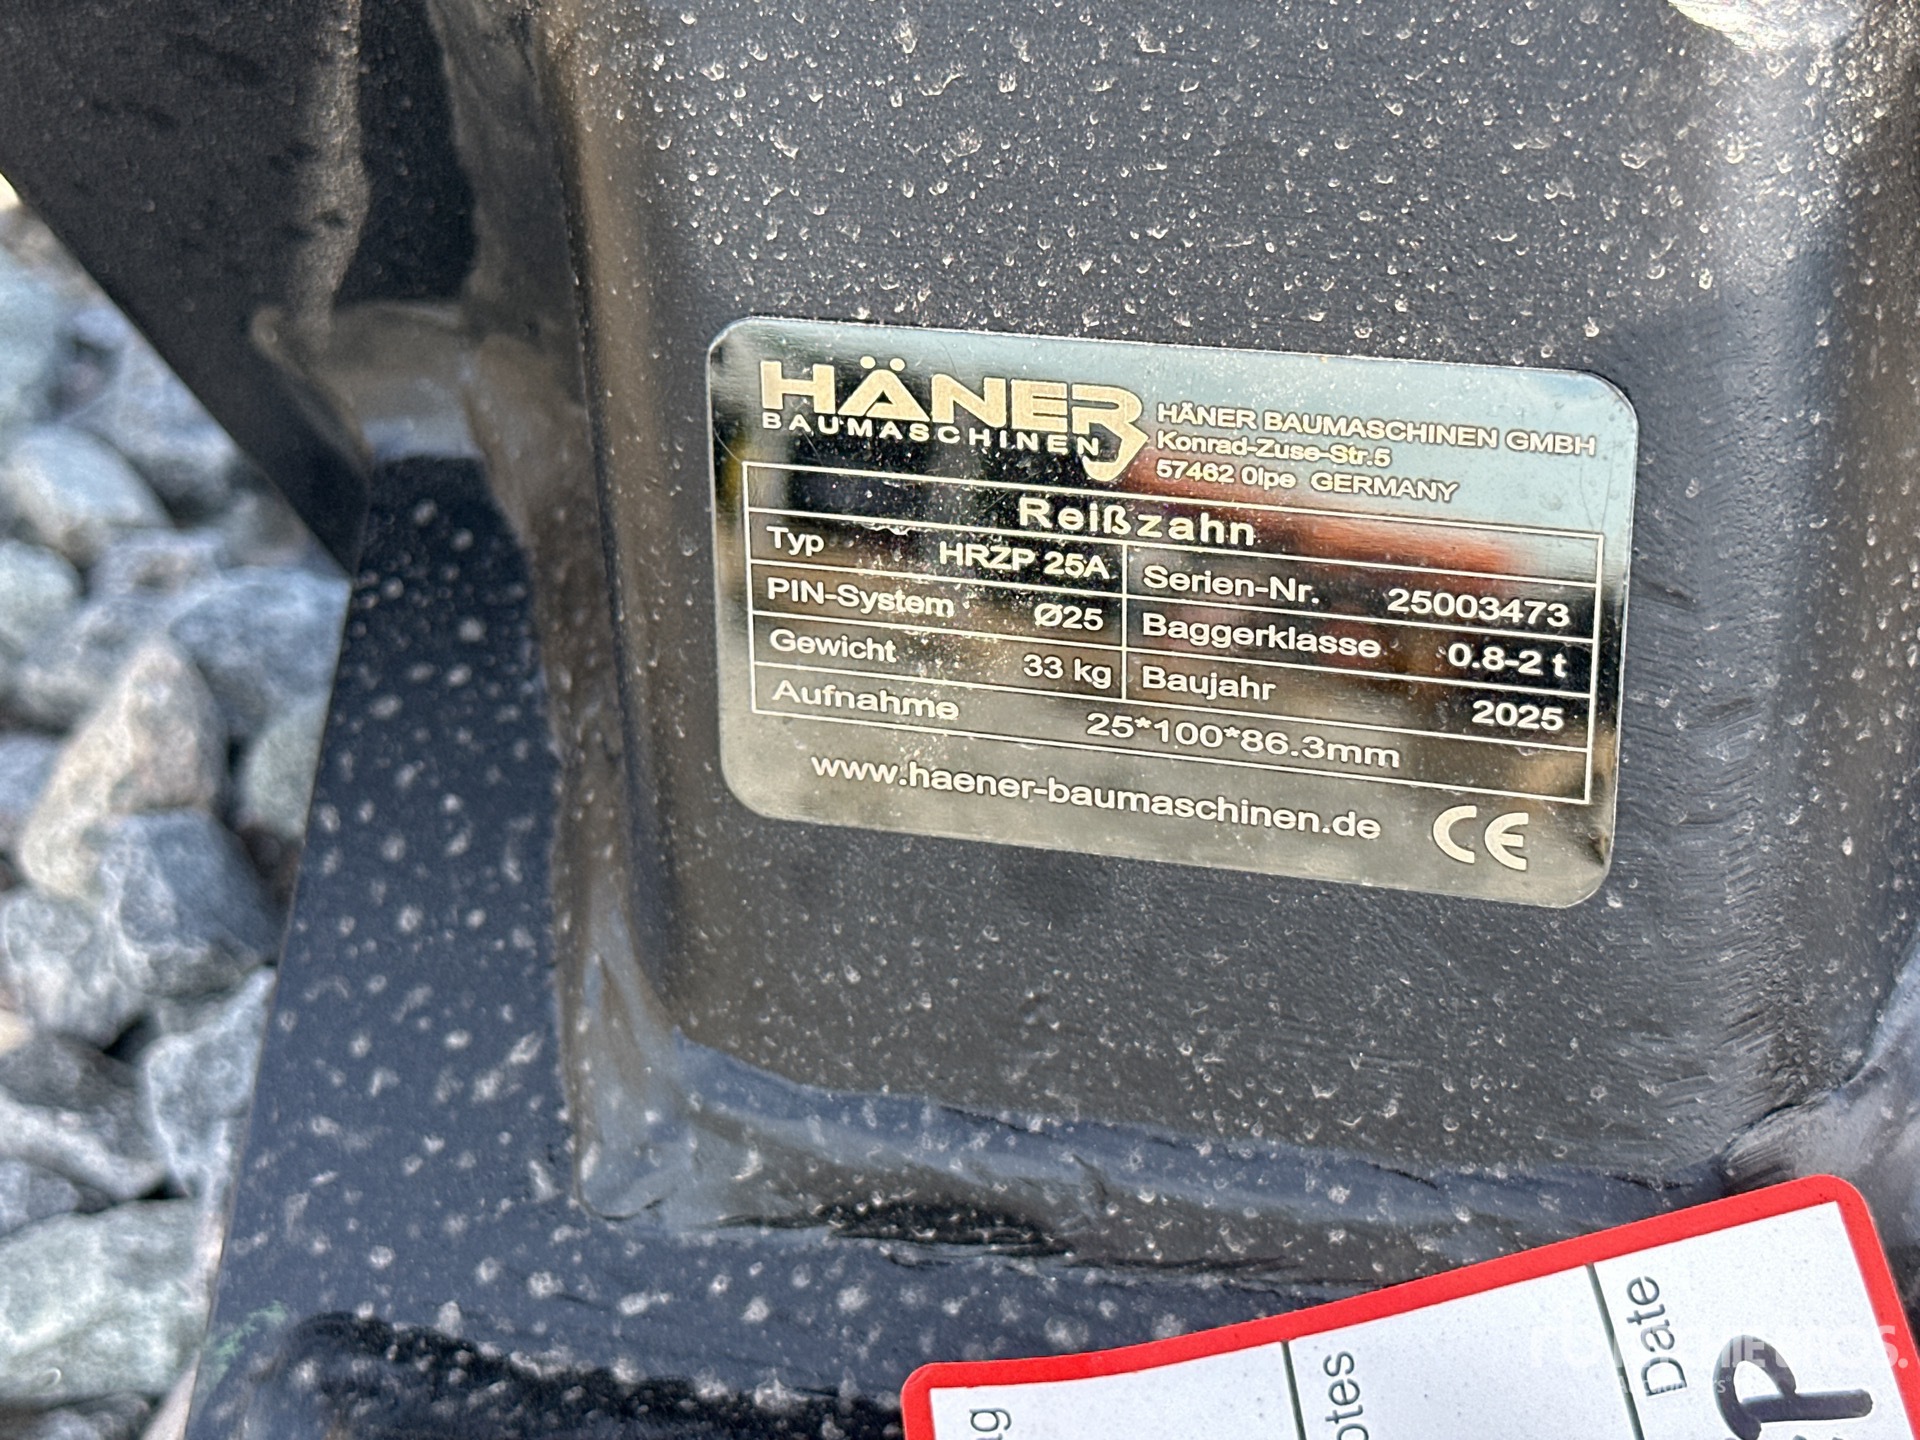 HÄNER
BAUMASCHINEN
HÄNER BAUMASCHINEN GMBH
Konrad-Zuse-Str.5
57462 Olpe GERMANY
Reißzahn
Typ HRZP 25A Serien-Nr. 25003473
PIN-System Ø25 Baggerklasse 0.8-2 t
Gewicht 33 kg Baujahr 2025
Aufnahme 25*100*86.3mm
www.haener-baumaschinen.de CE
Date